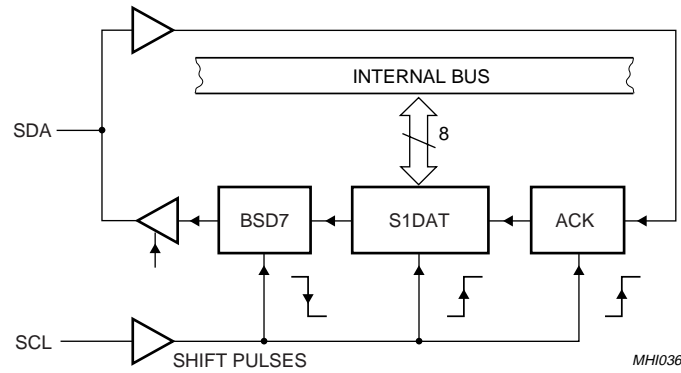 INTERNAL BUS
SDA
8
BSD7
S1DAT
ACK
SCL
SHIFT PULSES
MHI036